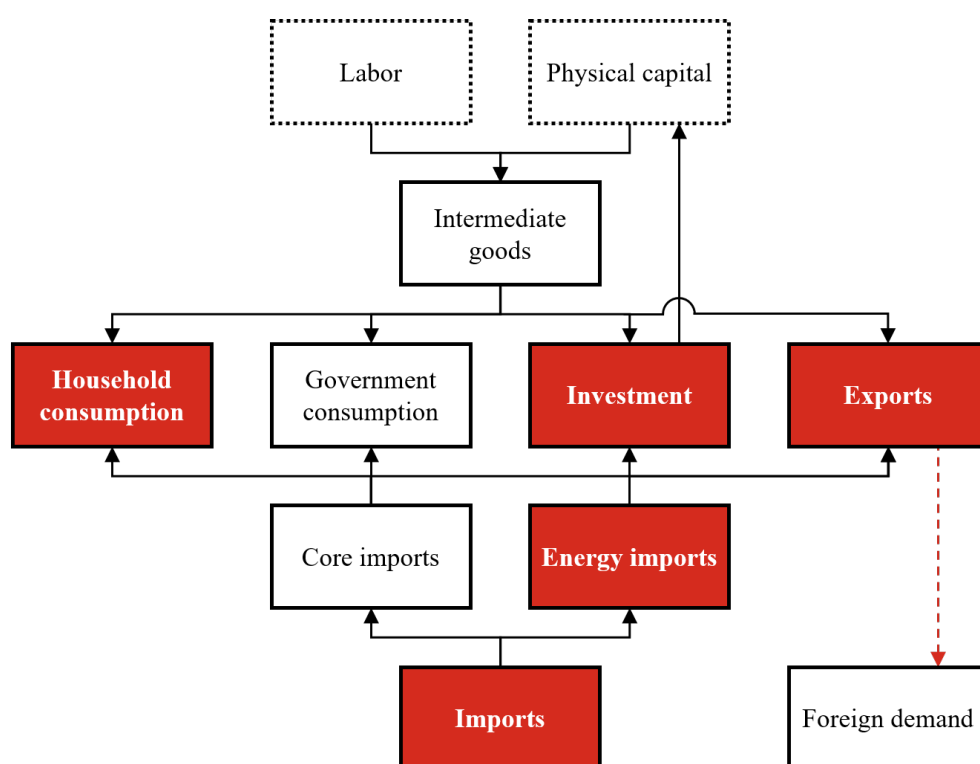 Labor
Physical capital
Intermediate
goods
Household
consumption
Government
consumption
Investment
Exports
Core imports
Energy imports
Imports
Foreign demand